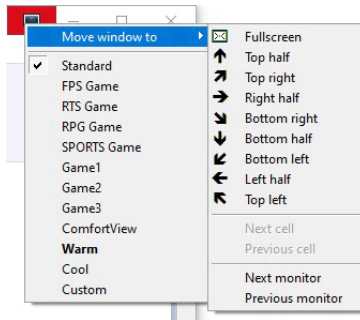 Move window to
Standard
FPS Game
RTS Game
RPG Game
SPORTS Game
Game1
Game2
Game3
ComfortView
Warm
Cool
Custom
Fullscreen
Top half
Top right
Right half
Bottom right
Bottom half
Bottom left
Left half
Top left
Next cell
Previous cell
Next monitor
Previous monitor